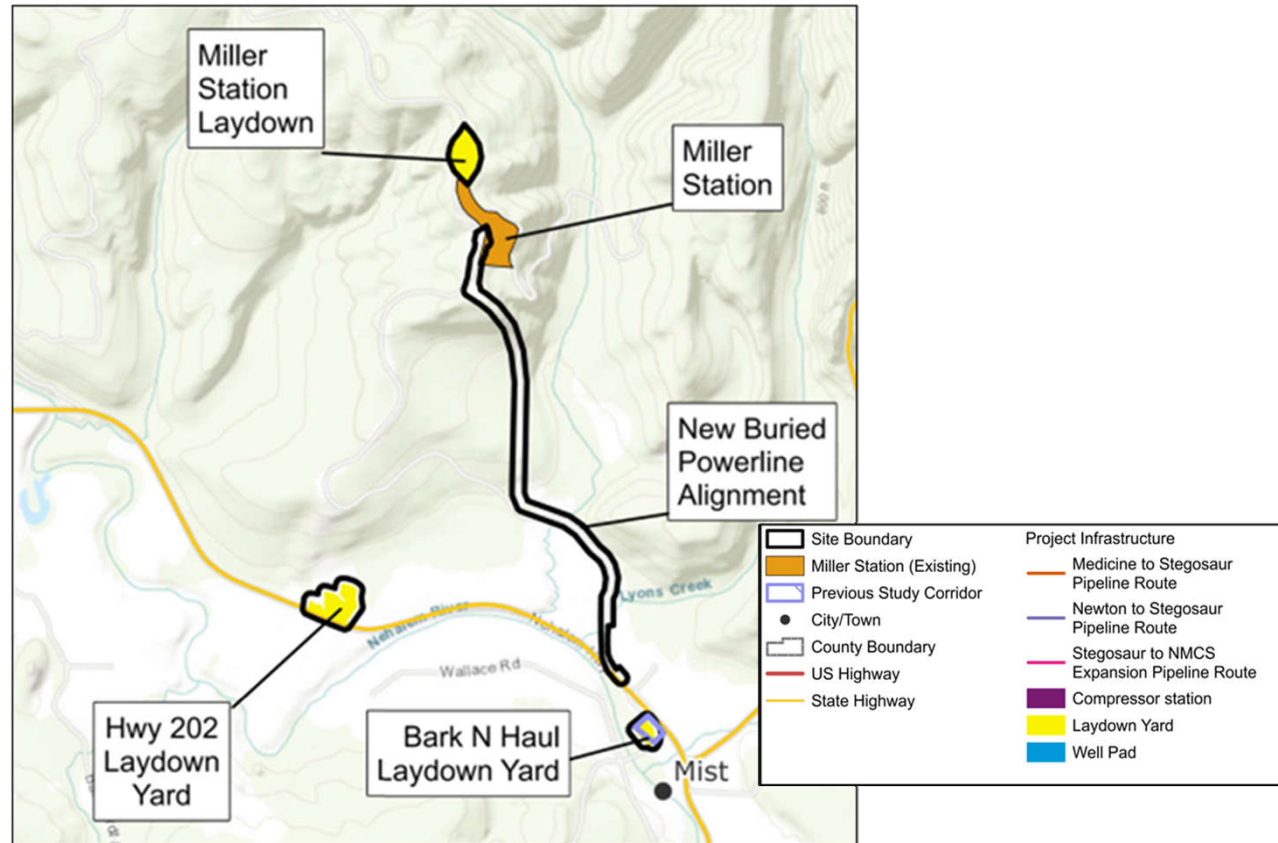 Miller
Station
Laydown
Miller
Station
800 ft
New Buried
Powerline
Alignment
Lyons Creek
Nehalem River
Wallace Rd
Hwy 202
Laydown
Yard
Bark N Haul
Laydown Yard
Mist
Site Boundary
Miller Station (Existing)
Previous Study Corridor
City/Town
County Boundary
US Highway
State Highway
Project Infrastructure
Medicine to Stegosaur
Pipeline Route
Newton to Stegosaur
Pipeline Route
Stegosaur to NMCS
Expansion Pipeline Route
Compressor station
Laydown Yard
Well Pad